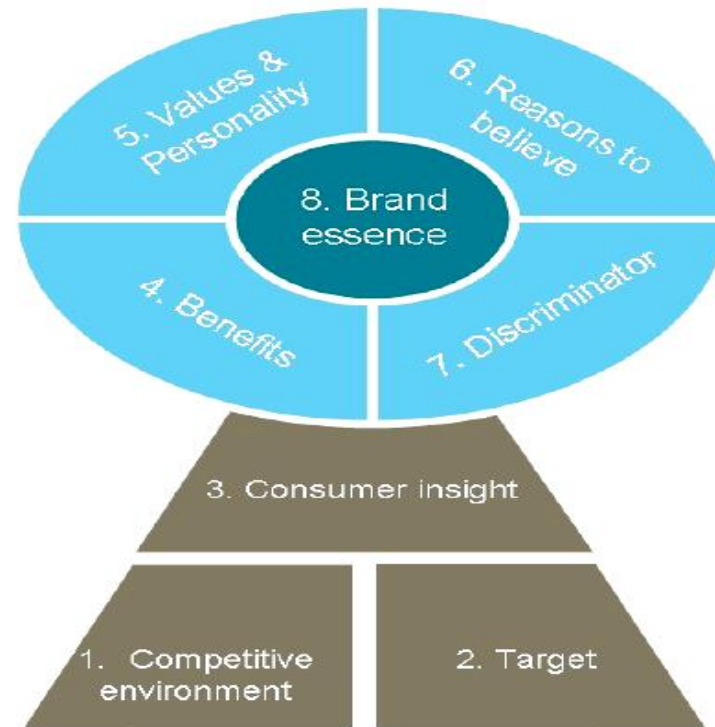 5. Values &
Personality
6. Reasons to
believe
8. Brand
essence
4. Benefits
7. Discriminator
3. Consumer insight
1. Competitive
environment
2. Target